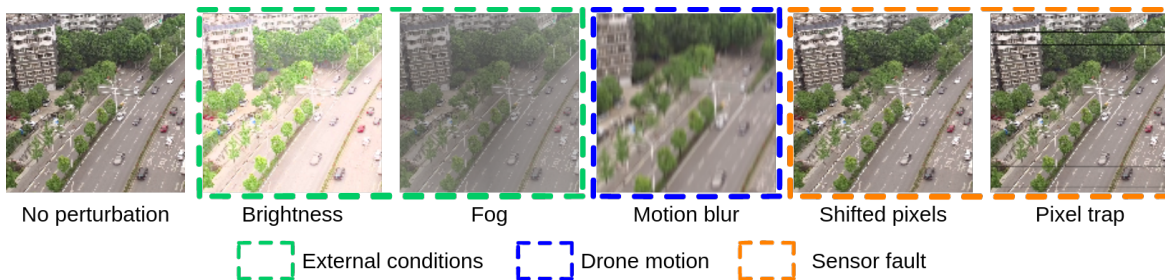 No perturbation Brightness Fog Motion blur Shifted pixels Pixel trap
External conditions Drone motion Sensor fault